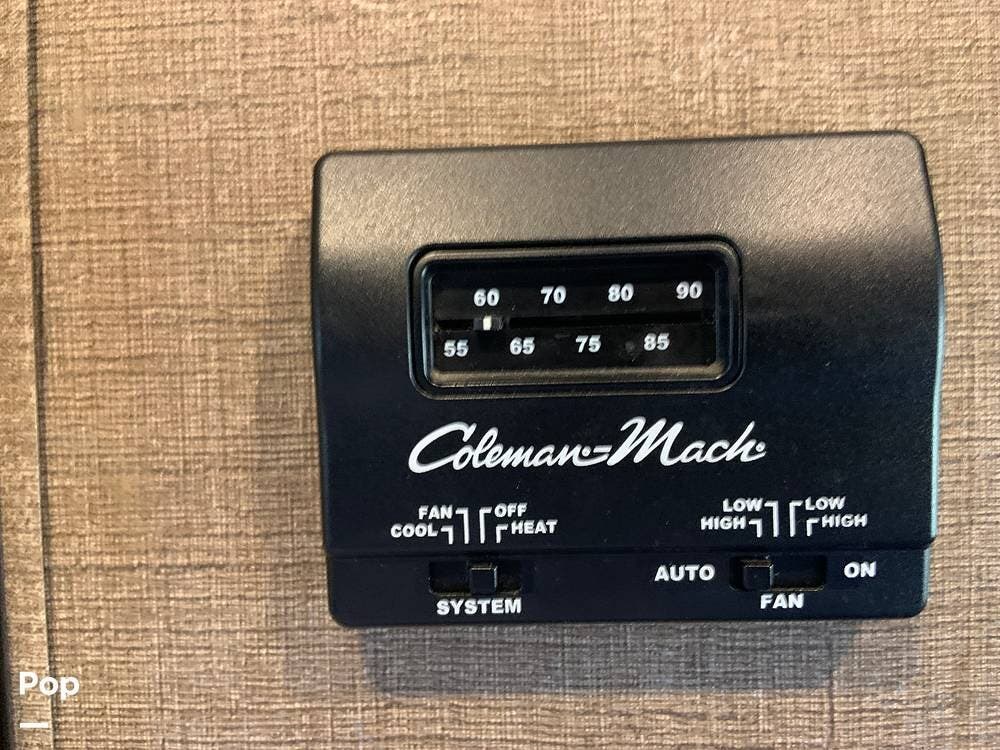 60 70 80 90
55 65 75 85
Coleman-Mach
FAN OFF
COOL HEAT
LOW LOW
HIGH HIGH
AUTO ON
SYSTEM
FAN
Pop